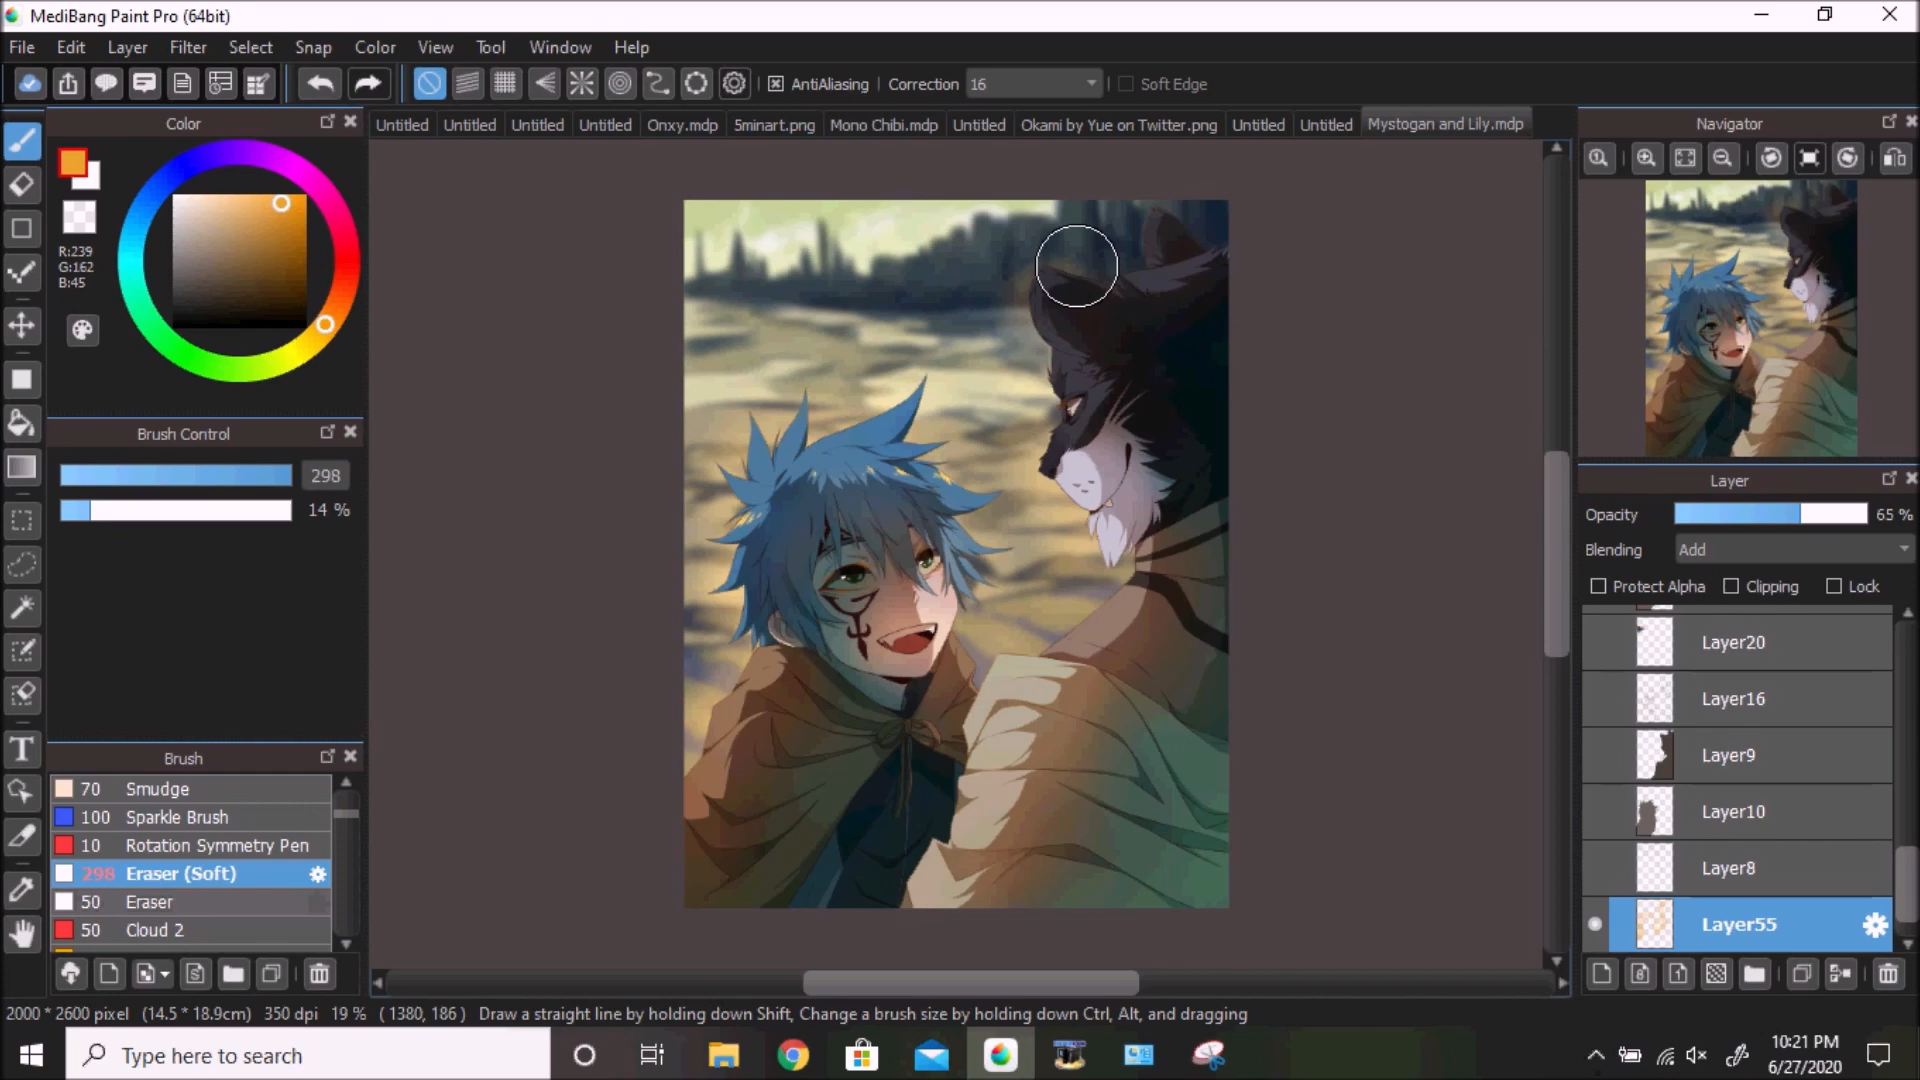 MediBang Paint Pro (64bit)
File Edit Layer Filter Select Snap Color View Tool Window Help
AntiAliasing Correction 16 Soft Edge
Color
Untitled Untitled Untitled Untitled Onxy.mdp 5minart.png Mono Chibi.mdp Untitled Okami by Yue on Twitter.png Untitled Untitled Mystogan and Lily.mdp
Navigator
R:239
G:162
B:45
Brush Control
298
14 %
Layer
Opacity 65 %
Blending Add
Protect Alpha Clipping Lock
Layer20
Layer16
Layer9
Layer10
Layer8
Layer55
Brush
70 Smudge
100 Sparkle Brush
10 Rotation Symmetry Pen
298 Eraser (Soft)
50 Eraser
50 Cloud 2
2000 * 2600 pixel (14.5 * 18.9cm) 350 dpi 19 % ( 1380, 186 ) Draw a straight line by holding down Shift, Change a brush size by holding down Ctrl, Alt, and dragging
Type here to search
10:21 PM
6/27/2020